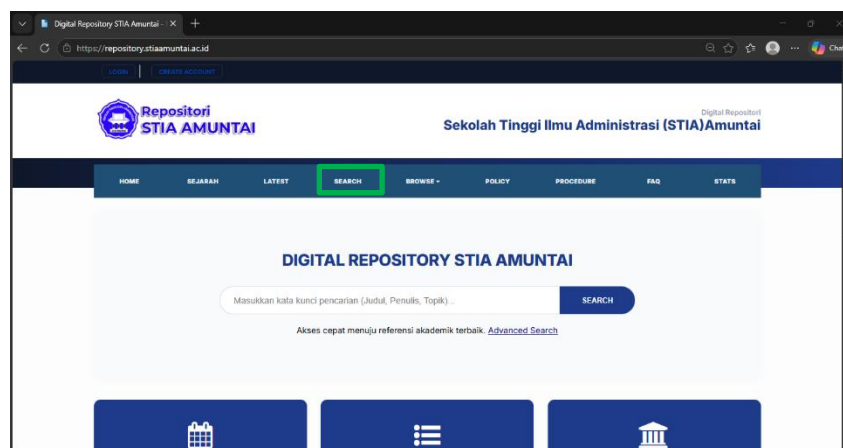 Digital Repository STIA Amuntai -
https://repository.stiaamuntai.ac.id
Chat
LOGIN
CREATE ACCOUNT
Repositori
STIA AMUNTAI
Digital Repositori
Sekolah Tinggi Ilmu Administrasi (STIA)Amuntai
HOME SEJARAH LATEST SEARCH BROWSE POLICY PROCEDURE FAQ STATS
DIGITAL REPOSITORY STIA AMUNTAI
Masukkan kata kunci pencarian (Judul, Penulis, Topik)... SEARCH
Akses cepat menuju referensi akademik terbaik. Advanced Search